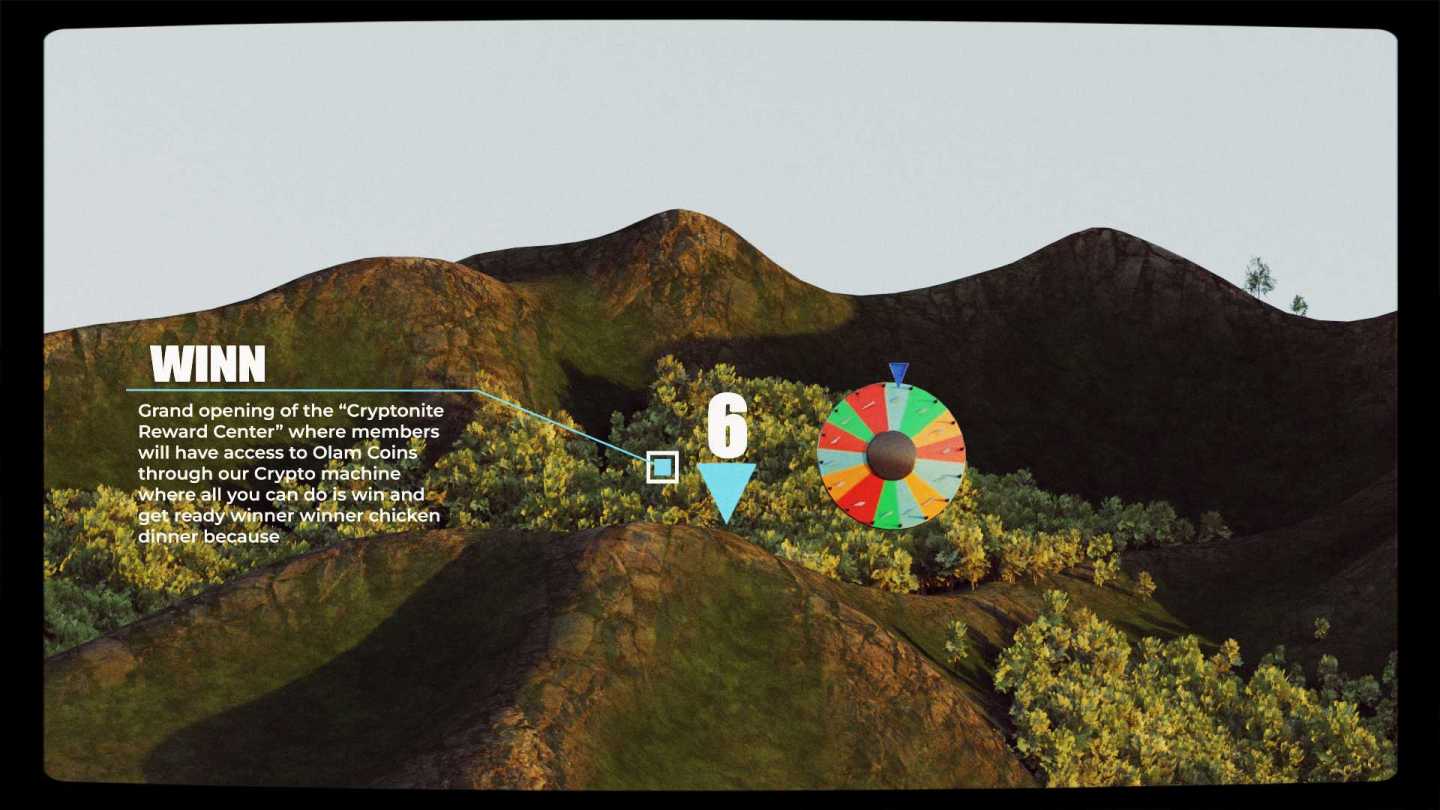 WINN
Grand opening of the “Cryptonite
Reward Center” where members
will have access to Olam Coins
through our Crypto machine
where all you can do is win and
get ready winner winner chicken
dinner because
6